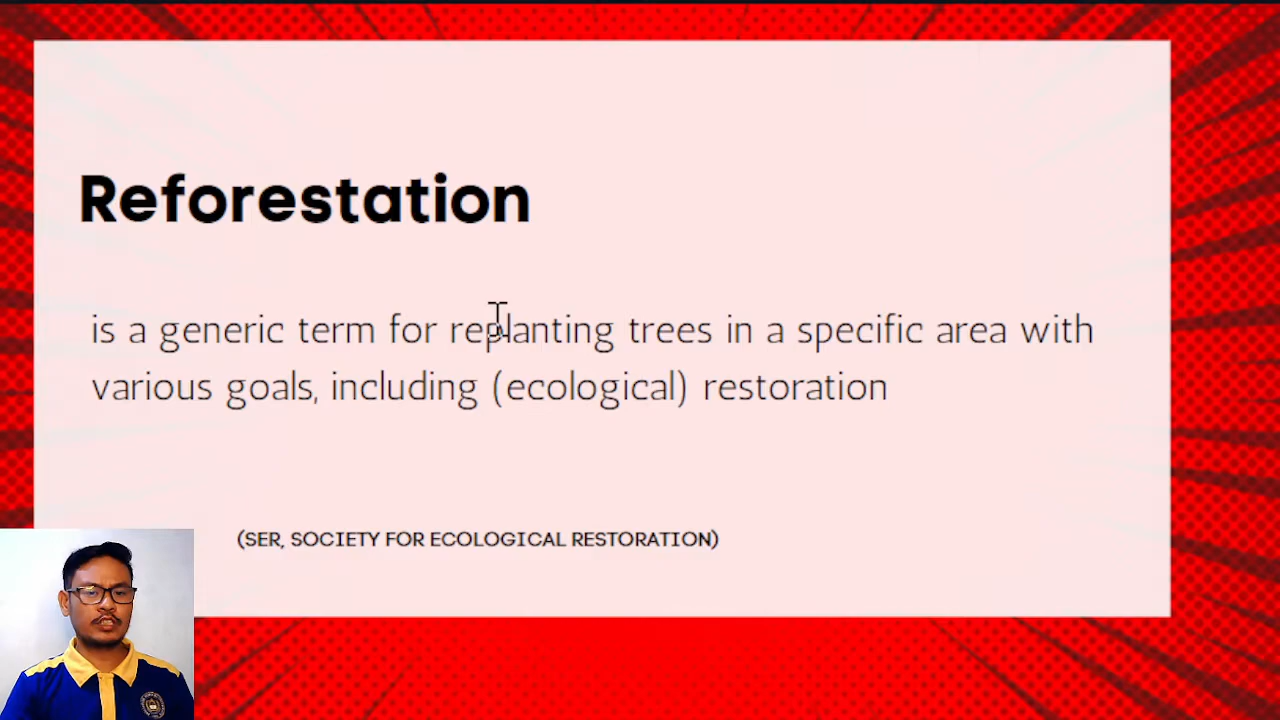 Reforestation
is a generic term for replanting trees in a specific area with
various goals, including (ecological) restoration
(SER, SOCIETY FOR ECOLOGICAL RESTORATION)